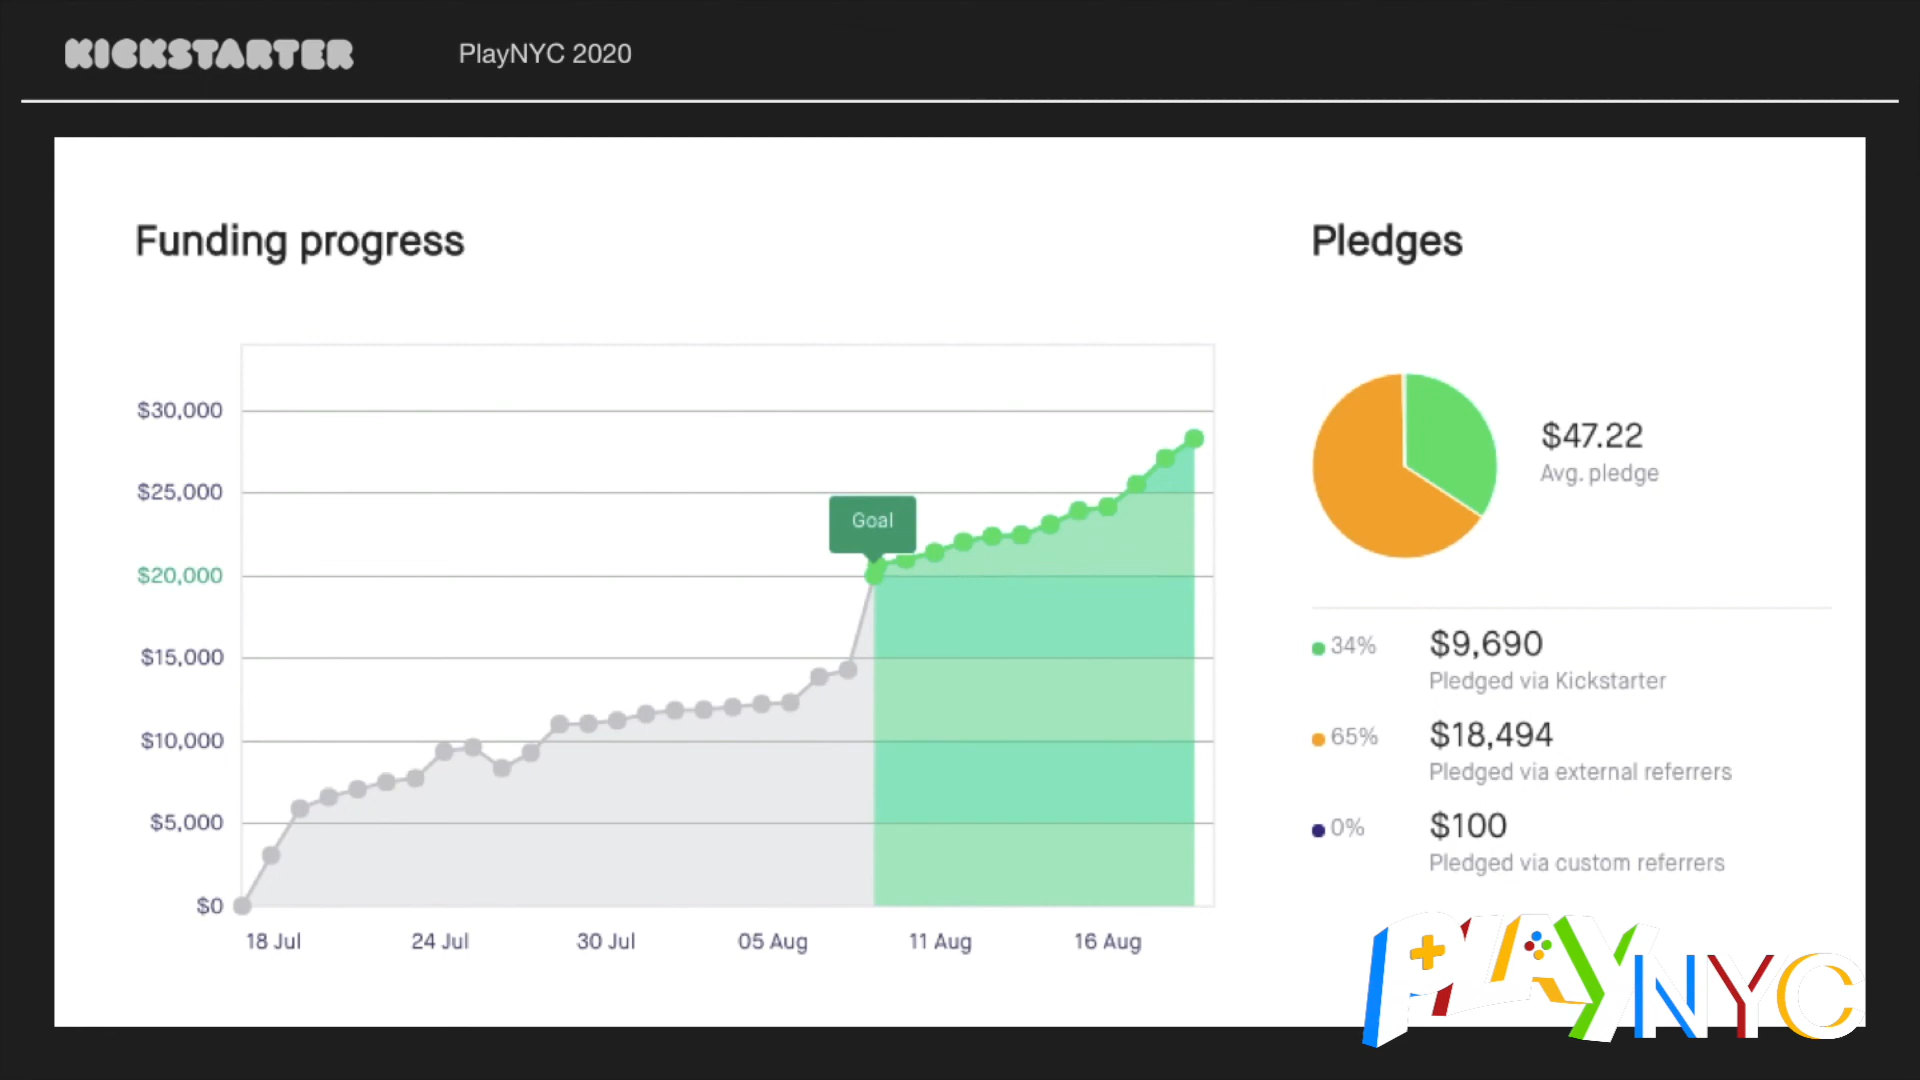 KICKSTARTER
PlayNYC 2020
Funding progress
Pledges
$30,000
$25,000
$20,000
$15,000
$10,000
$5,000
$0
Goal
18 Jul
24 Jul
30 Jul
05 Aug
11 Aug
16 Aug
$47.22
Avg. pledge
34%
$9,690
Pledged via Kickstarter
65%
$18,494
Pledged via external referrers
0%
$100
Pledged via custom referrers
PLAYNYC